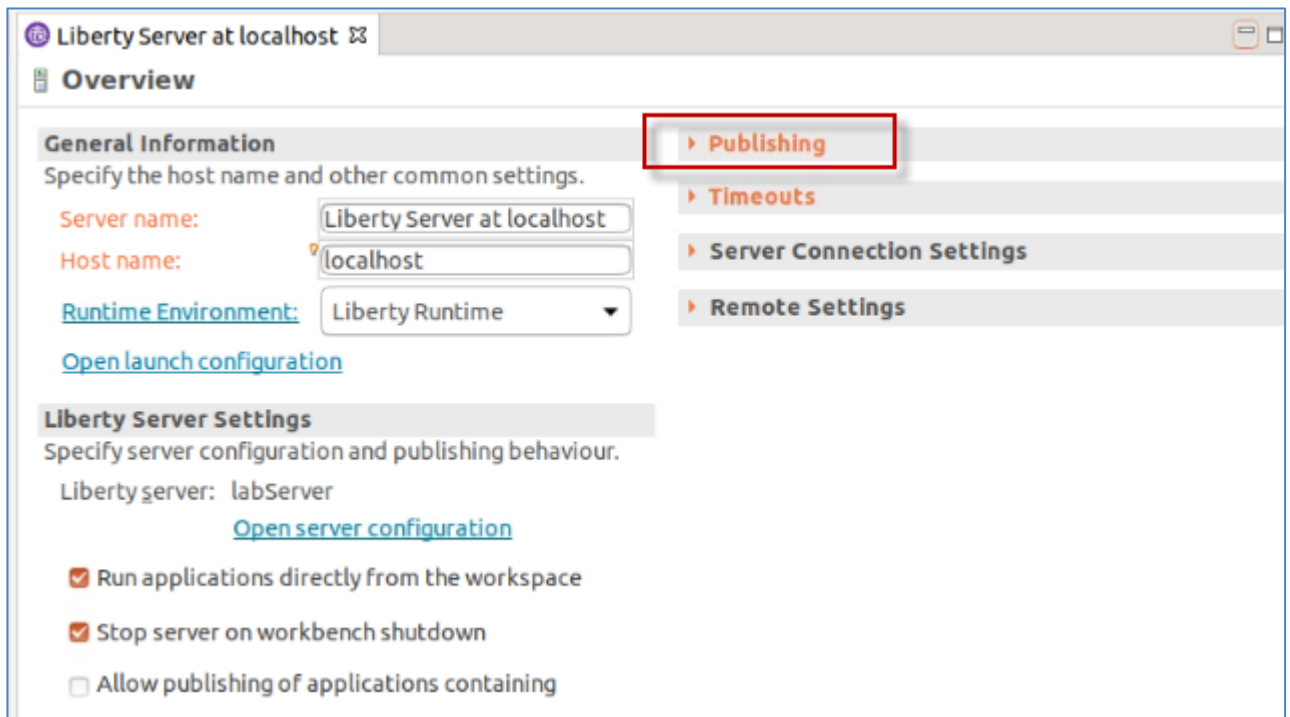 Liberty Server at localhost
Overview
General Information
Specify the host name and other common settings.
Server name: Liberty Server at localhost
Host name: localhost
Runtime Environment: Liberty Runtime
Open launch configuration
Liberty Server Settings
Specify server configuration and publishing behaviour.
Liberty server: labServer
Open server configuration
Run applications directly from the workspace
Stop server on workbench shutdown
Allow publishing of applications containing
Publishing
Timeouts
Server Connection Settings
Remote Settings